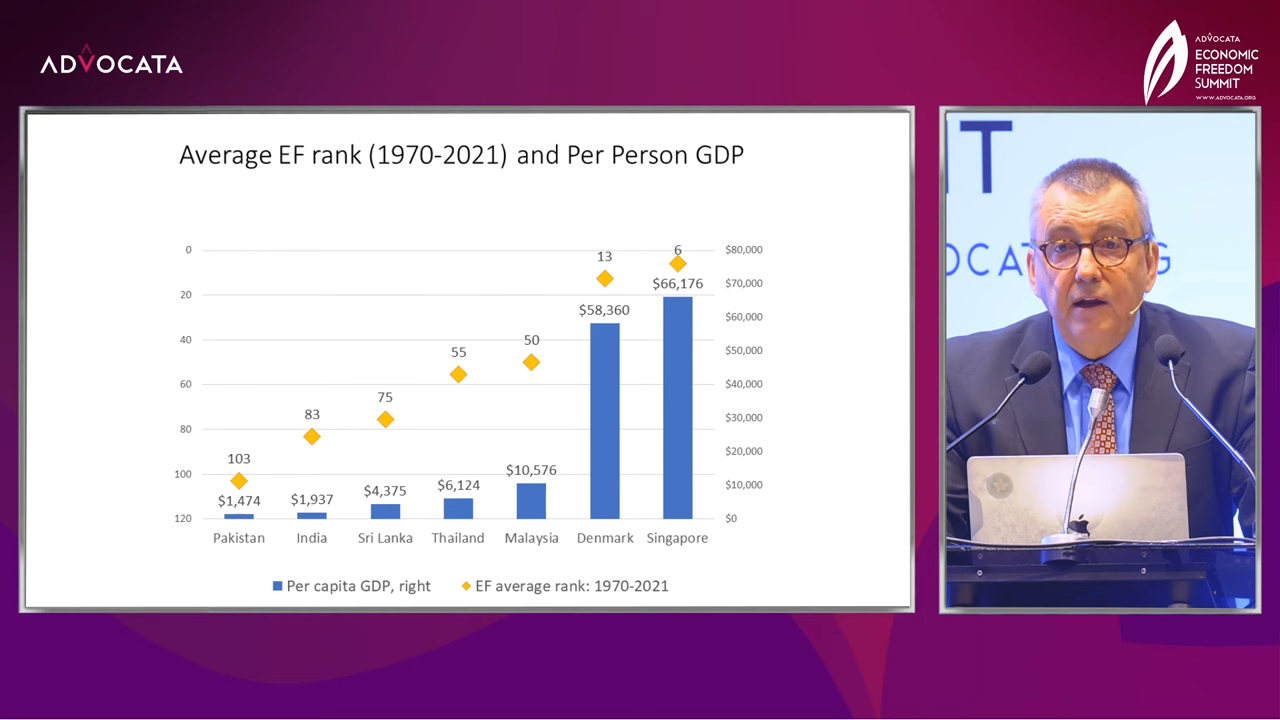 ADVOCATA
ADVOCATA
ECONOMIC
FREEDOM
SUMMIT
WWW.ADVOCATA.ORG
Average EF rank (1970-2021) and Per Person GDP
0
20
40
60
80
100
120
$80,000
$70,000
$60,000
$50,000
$40,000
$30,000
$20,000
$10,000
$0
103
83
75
55
50
13
6
$1,474
$1,937
$4,375
$6,124
$10,576
$58,360
$66,176
Pakistan
India
Sri Lanka
Thailand
Malaysia
Denmark
Singapore
Per capita GDP, right
EF average rank: 1970-2021